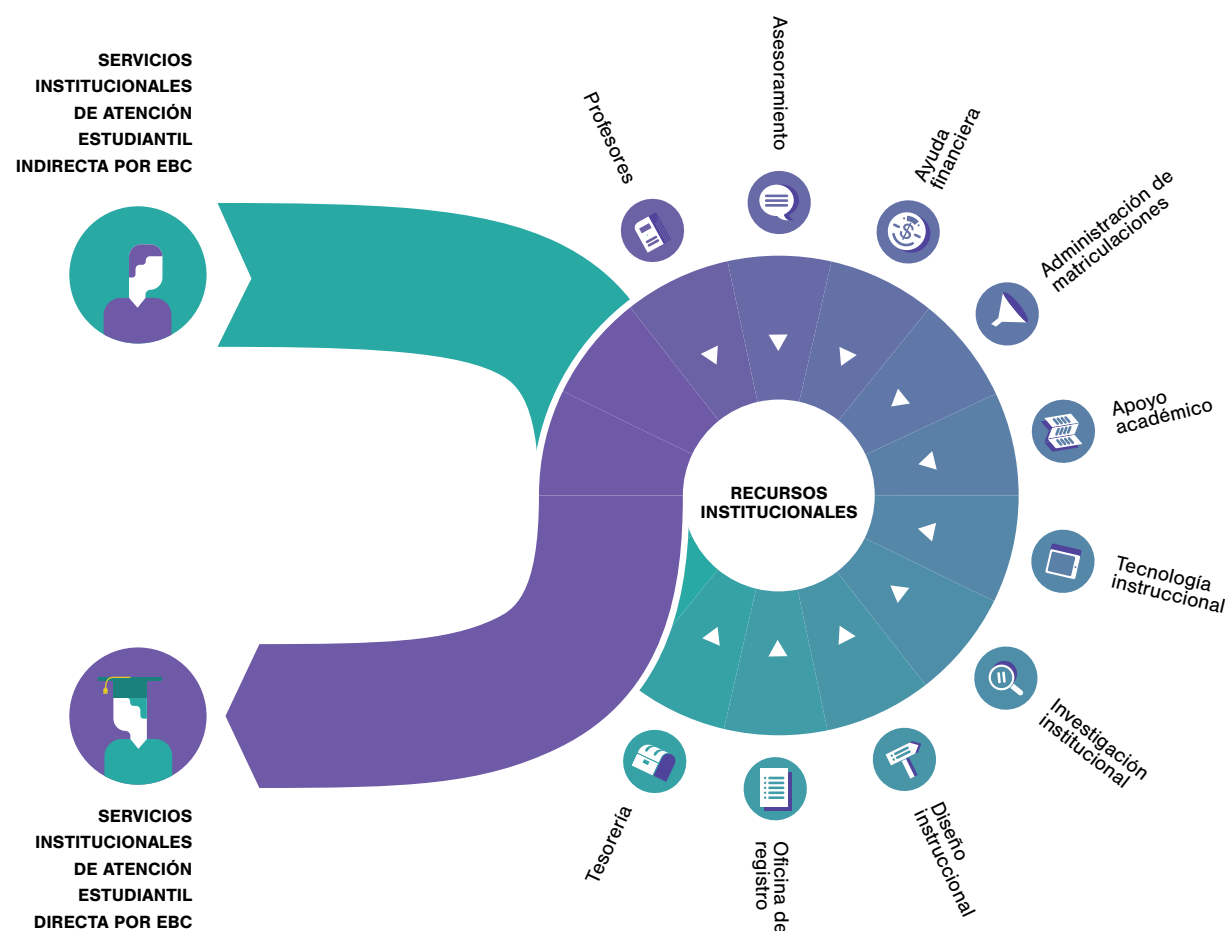 SERVICIOS
INSTITUCIONALES
DE ATENCIÓN
ESTUDIANTIL
INDIRECTA POR EBC
Profesores
Asesoramiento
Ayuda
financiera
Administración de
matriculaciones
Apoyo
académico
Tecnología
instruccional
Investigación
institucional
Diseño
instruccional
Oficina de
registro
Tesorería
RECURSOS
INSTITUCIONALES
SERVICIOS
INSTITUCIONALES
DE ATENCIÓN
ESTUDIANTIL
DIRECTA POR EBC